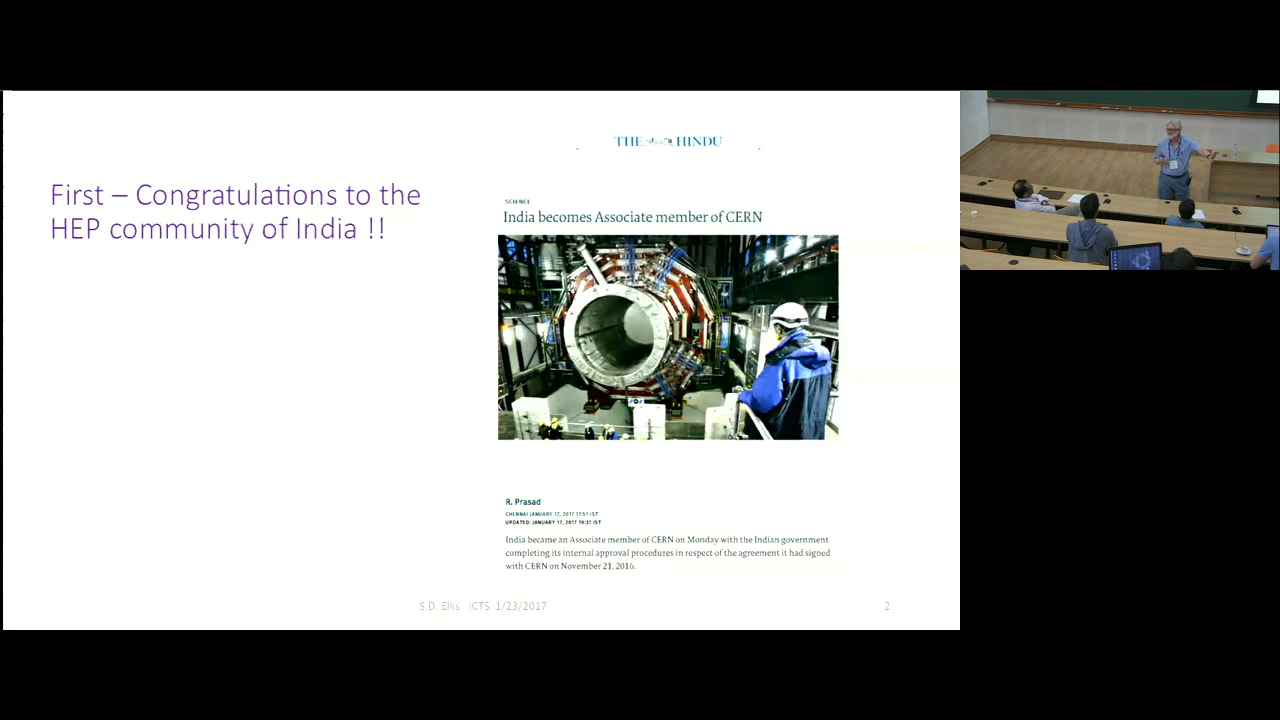 First – Congratulations to the
HEP community of India !!
THE HINDU
SCIENCE
India becomes Associate member of CERN
R. Prasad
CHENNAI JANUARY 17, 2017 17:51 IST
UPDATED: JANUARY 17, 2017 19:37 IST
India became an Associate member of CERN on Monday with the Indian government
completing its internal approval procedures in respect of the agreement it had signed
with CERN on November 21, 2016.
S.D. Ellis ICTS 1/23/2017
2